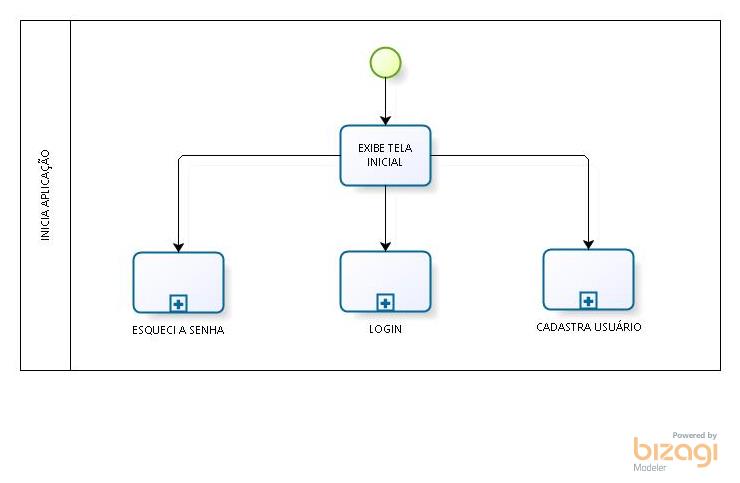 INICIA APLICAÇÃO
EXIBE TELA
INICIAL
ESQUECI A SENHA
LOGIN
CADASTRA USUÁRIO
Powered by
bizagi
Modeler